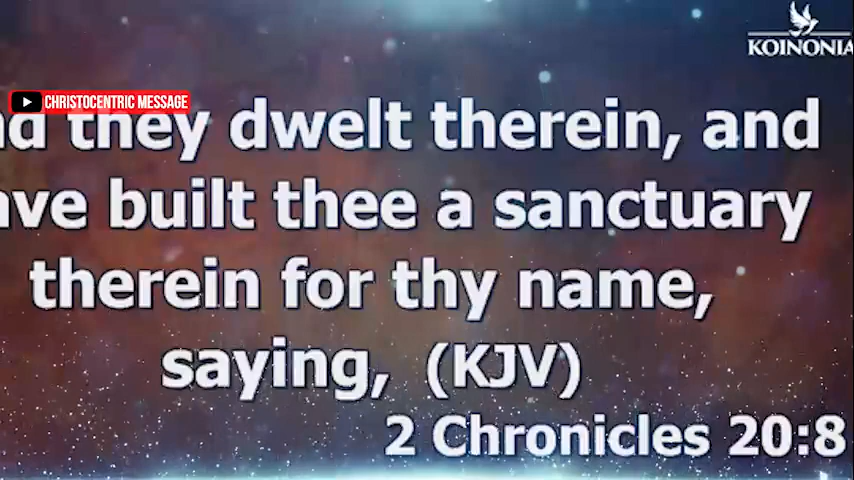 KOINONIA
CHRISTOCENTRIC MESSAGE
they dwelt therein, and
built thee a sanctuary
therein for thy name,
saying, (KJV)
2 Chronicles 20:8